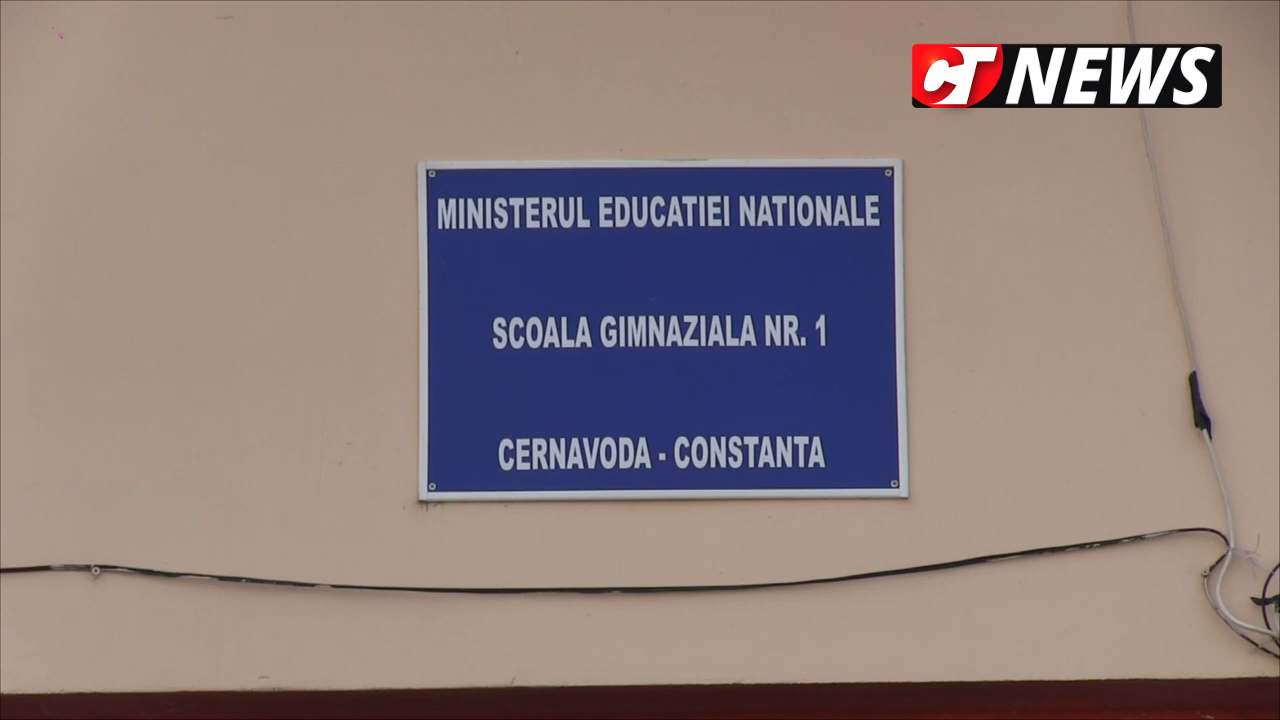 CT NEWS
MINISTERUL EDUCATIEI NATIONALE
SCOALA GIMNAZIALA NR. 1
CERNAVODA - CONSTANTA